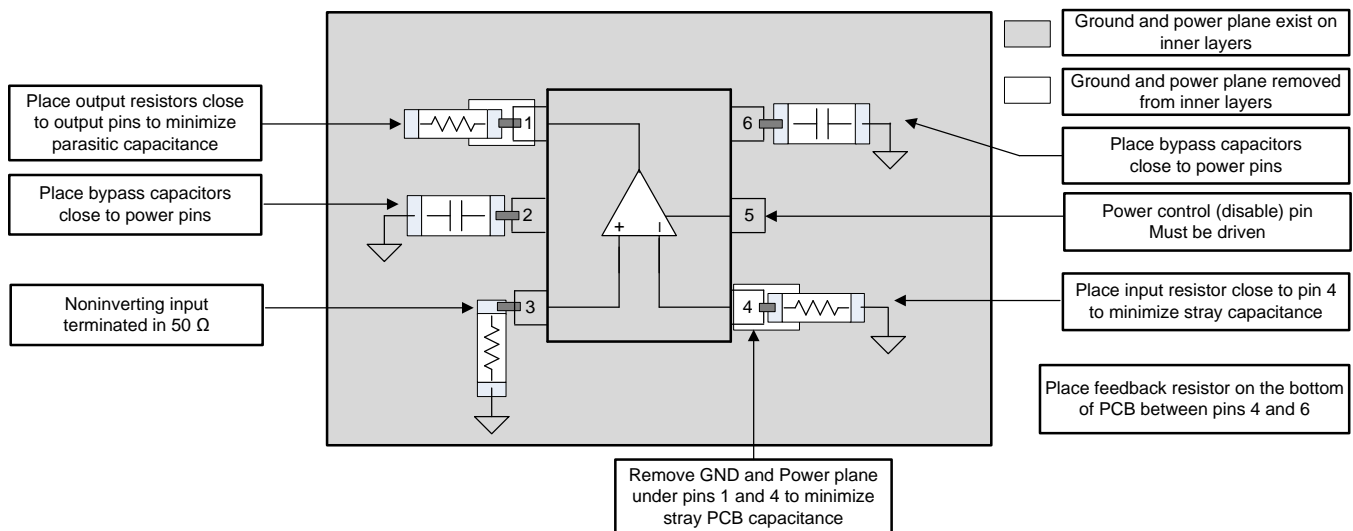 Ground and power plane exist on
inner layers
Ground and power plane removed
from inner layers
Place output resistors close
to output pins to minimize
parasitic capacitance
1
6
Place bypass capacitors
close to power pins
Place bypass capacitors
close to power pins
2
5
+
–
Power control (disable) pin
Must be driven
Noninverting input
terminated in 50 Ω
3
4
Place input resistor close to pin 4
to minimize stray capacitance
Place feedback resistor on the bottom
of PCB between pins 4 and 6
Remove GND and Power plane
under pins 1 and 4 to minimize
stray PCB capacitance